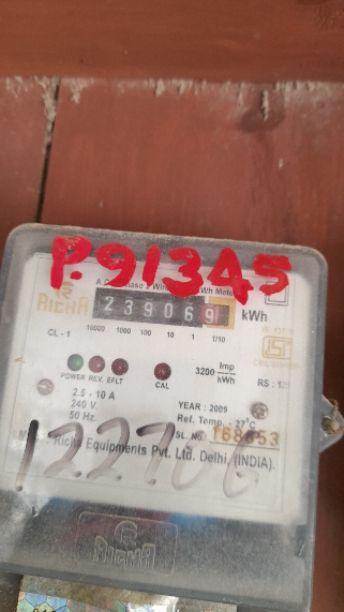 P.91345
RICHA
239069 kWh
CL - 1 10000 1000 100 10 1 1/10
3200 Imp/kWh
POWER REV. EFLT CAL
2.5 - 10 A
240 V.
50 Hz.
YEAR : 2009
Ref. Temp. - 27°C
SL. NO 168653
Richa Equipments Pvt. Ltd. Delhi, (INDIA).
RICHA